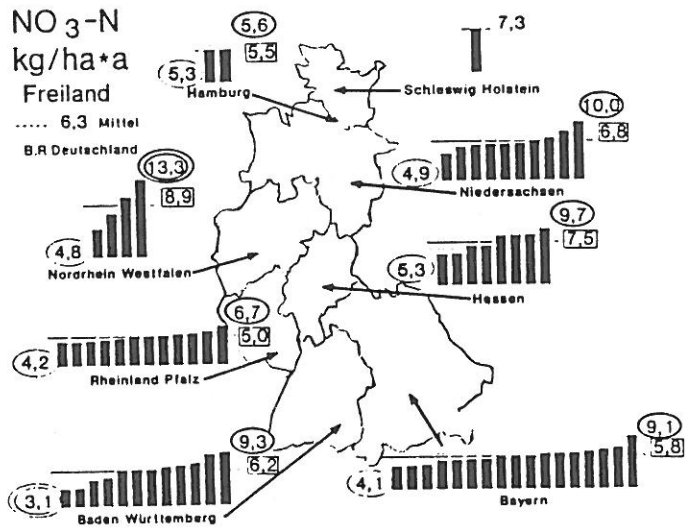 NO 3-N
kg/ha*a
Freiland
..... 6,3 Mittel
B.R Deutschland
5,6
5,5
5,3
Hamburg
7,3
Schleswig Holstein
10,0
6,8
4,9
Niedersachsen
13,3
8,9
4,8
Nordrhein Westfalen
9,7
7,5
5,3
Hessen
6,7
5,0
4,2
Rheinland Pfalz
9,3
6,2
3,1
Baden Württemberg
9,1
5,8
4,1
Bayern